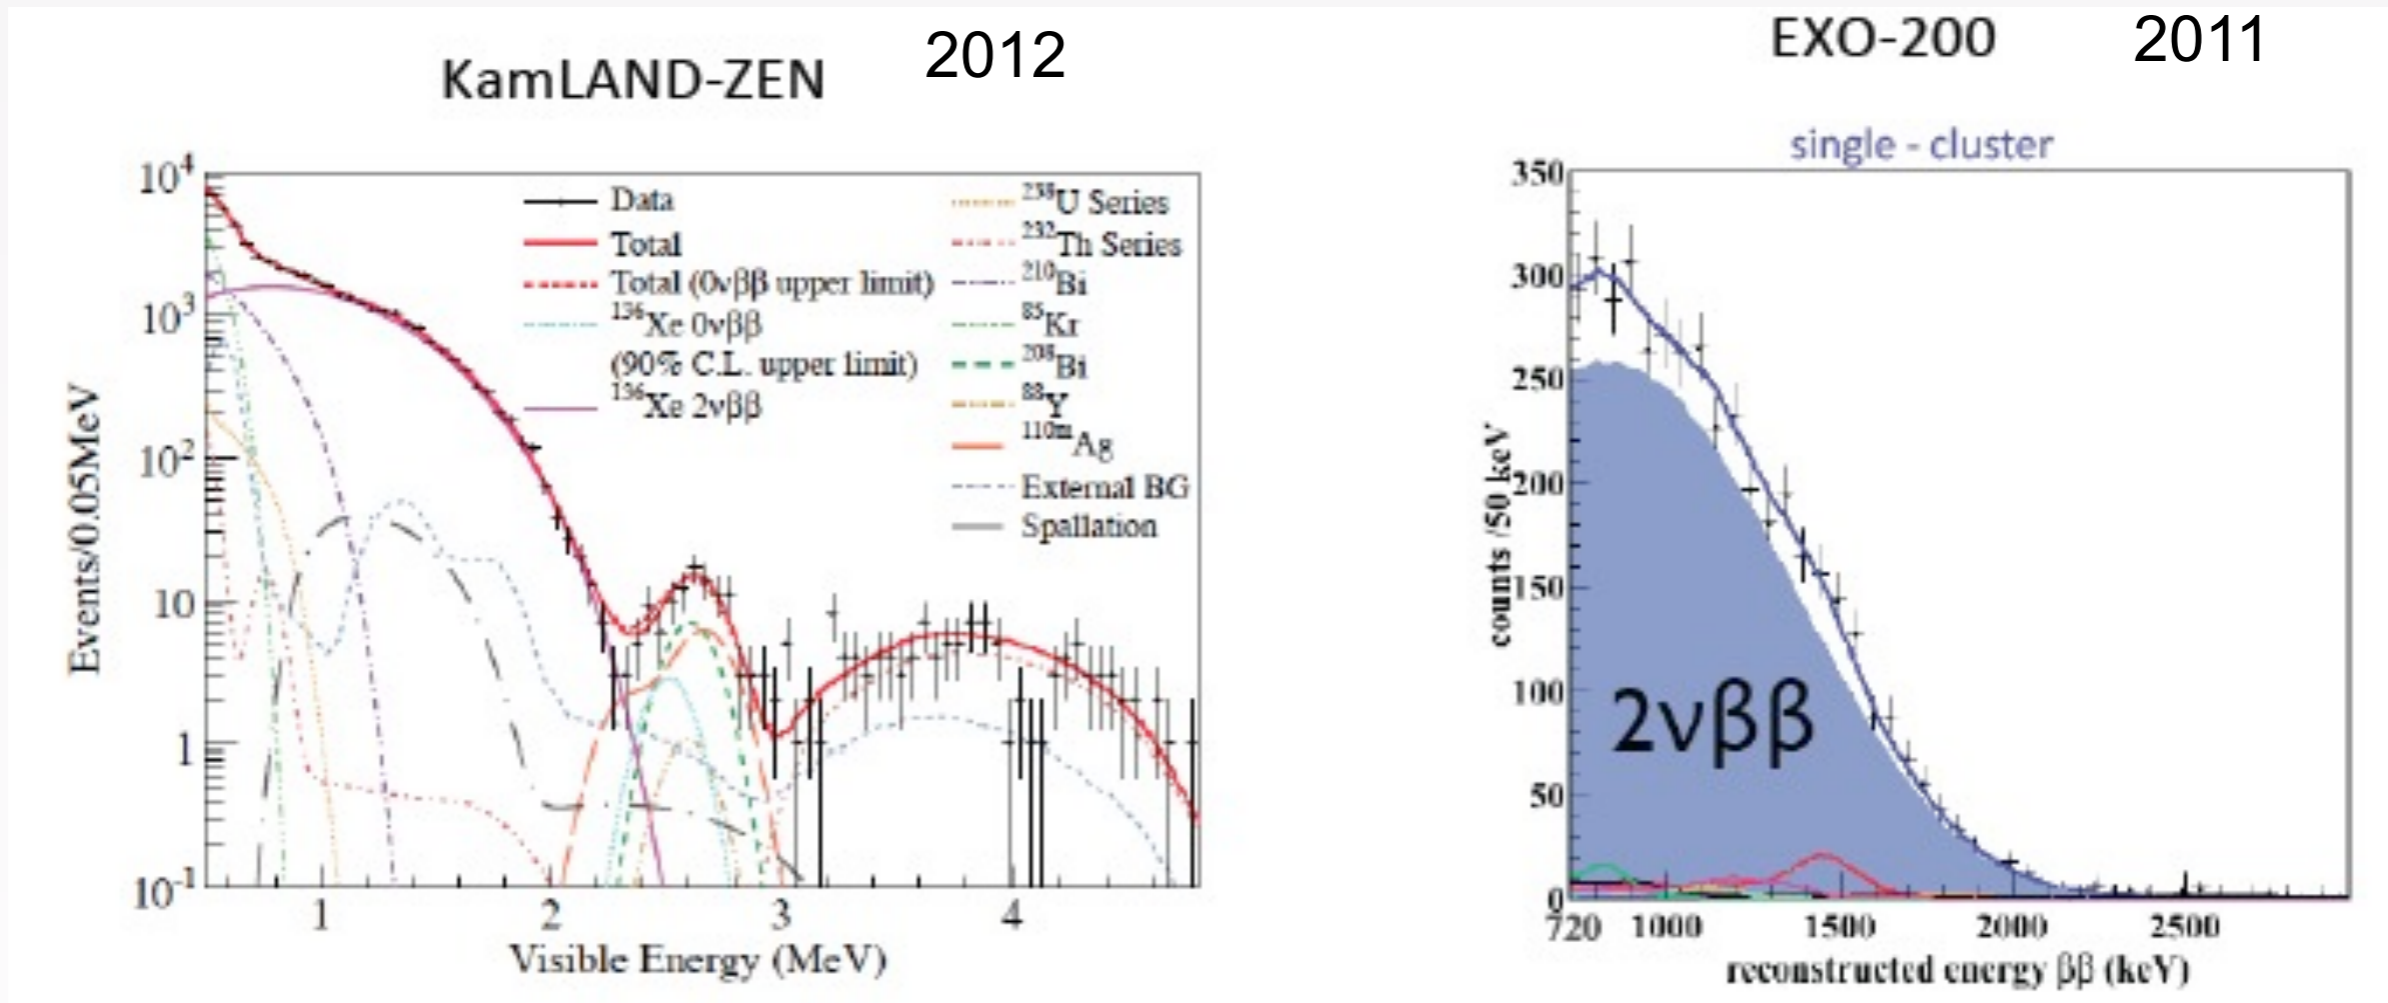 KamLAND-ZEN 2012
10⁴
10³
10²
10
1
10⁻¹
Events/0.05MeV
Data
Total
Total (0νββ upper limit)
¹³⁶Xe 0νββ
(90% C.L. upper limit)
¹³⁶Xe 2νββ
²³⁸U Series
²³²Th Series
²¹⁰Bi
⁸⁵Kr
²⁰⁸Bi
⁸⁸Y
¹¹⁰ᵐAg
External BG
Spallation
1 2 3 4
Visible Energy (MeV)
EXO-200 2011
single - cluster
350
300
250
200
150
100
50
0
counts /50 keV
2νββ
720 1000 1500 2000 2500
reconstructed energy ββ (keV)